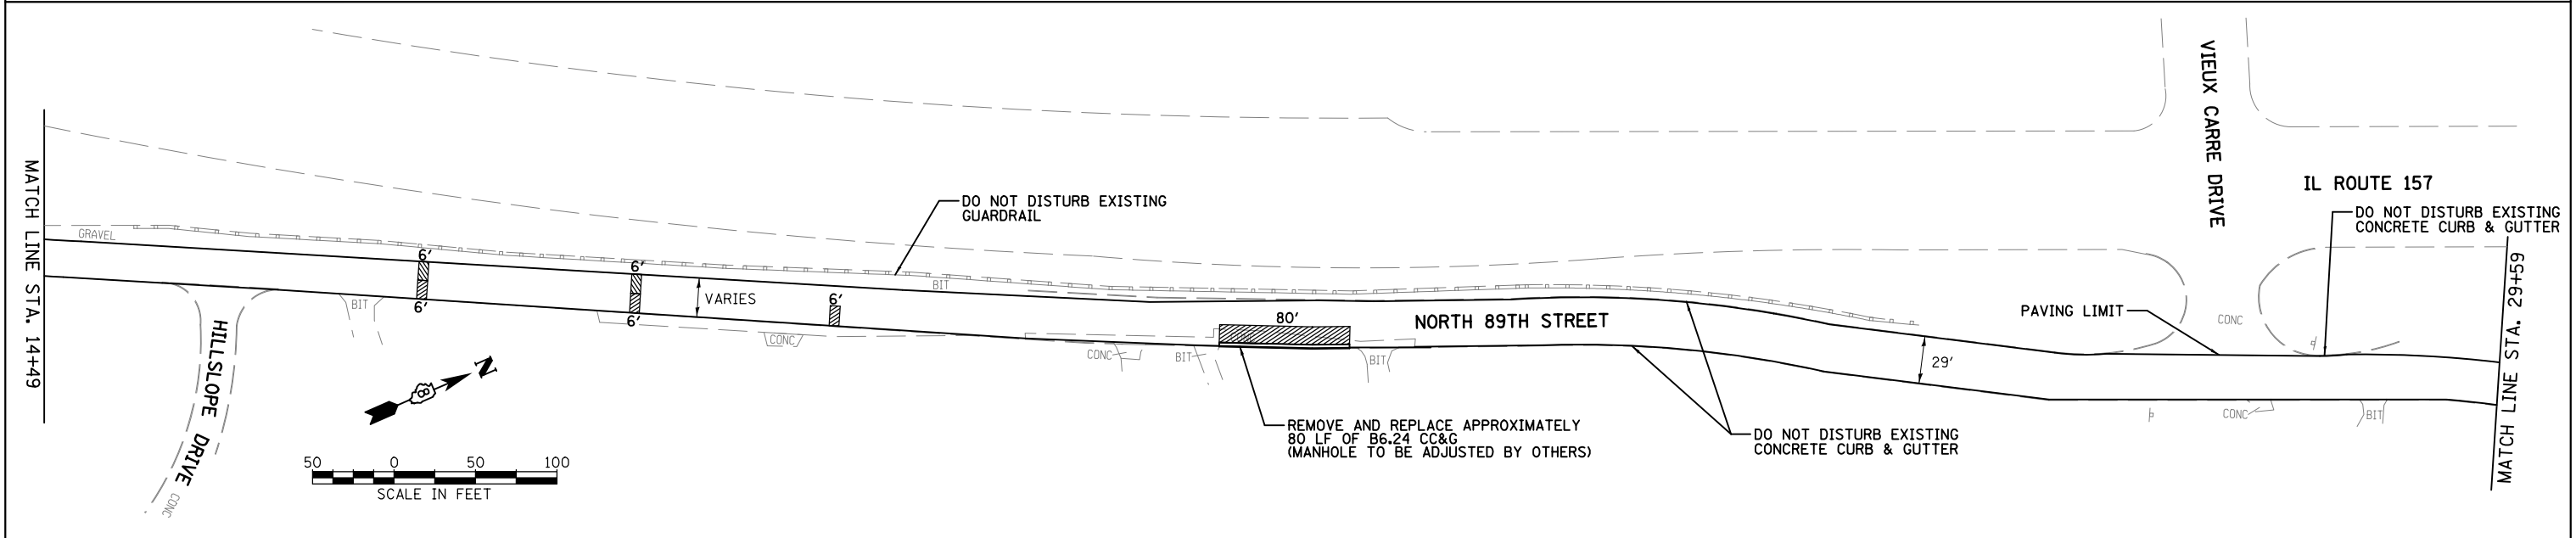 VIEUX CARRE DRIVE
IL ROUTE 157
DO NOT DISTURB EXISTING
GUARDRAIL
DO NOT DISTURB EXISTING
CONCRETE CURB & GUTTER
MATCH LINE STA. 14+49
GRAVEL
6'
6'
BIT
6'
6'
VARIES
6'
BIT
CONC
80'
NORTH 89TH STREET
CONC
BIT
BIT
29'
PAVING LIMIT
CONC
MATCH LINE STA. 29+59
HILLSLOPE DRIVE
CONC
N
50 0 50 100
SCALE IN FEET
REMOVE AND REPLACE APPROXIMATELY
80 LF OF B6.24 CC&G
(MANHOLE TO BE ADJUSTED BY OTHERS)
DO NOT DISTURB EXISTING
CONCRETE CURB & GUTTER
CONC
BIT